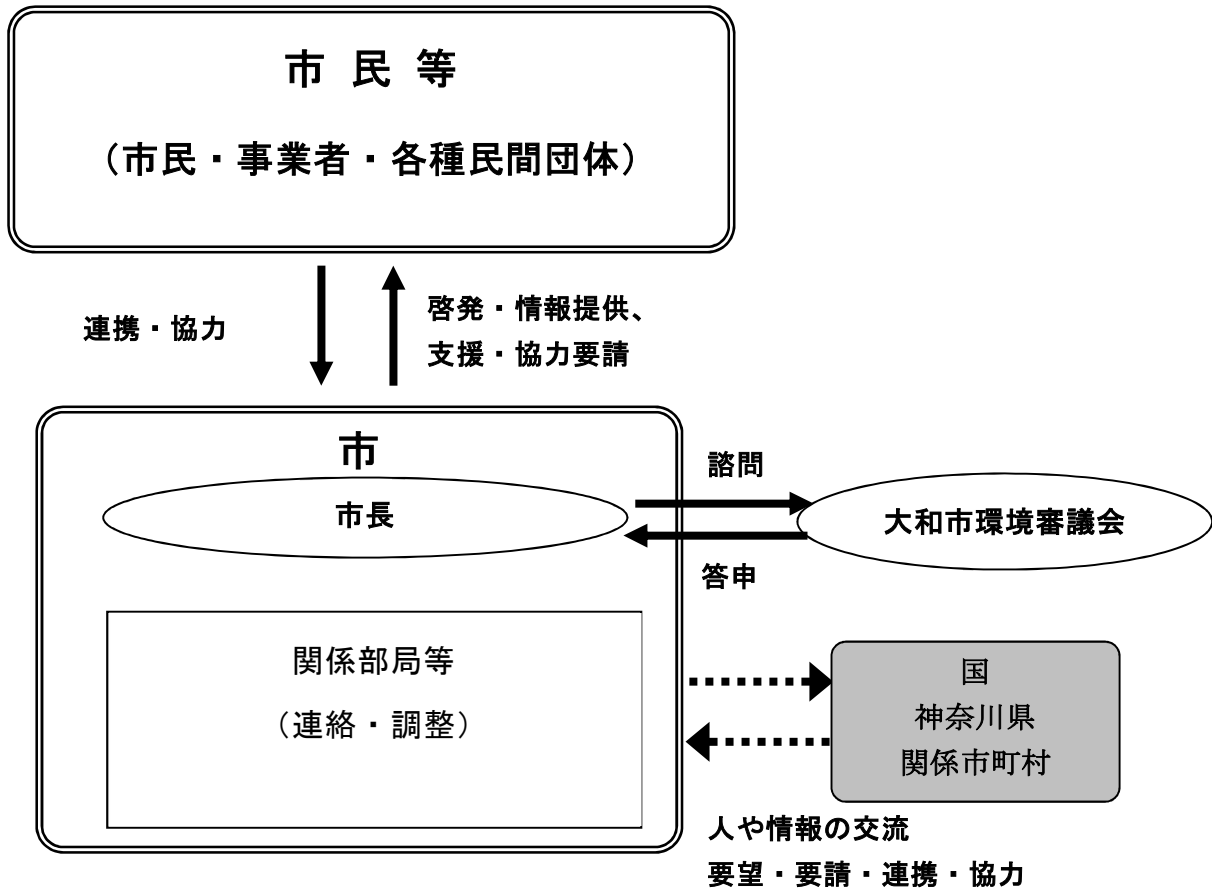 市 民 等
（市民・事業者・各種民間団体）
連携・協力
啓発・情報提供、
支援・協力要請
市
市長
諮問
大和市環境審議会
答申
関係部局等
（連絡・調整）
国
神奈川県
関係市町村
人や情報の交流
要望・要請・連携・協力